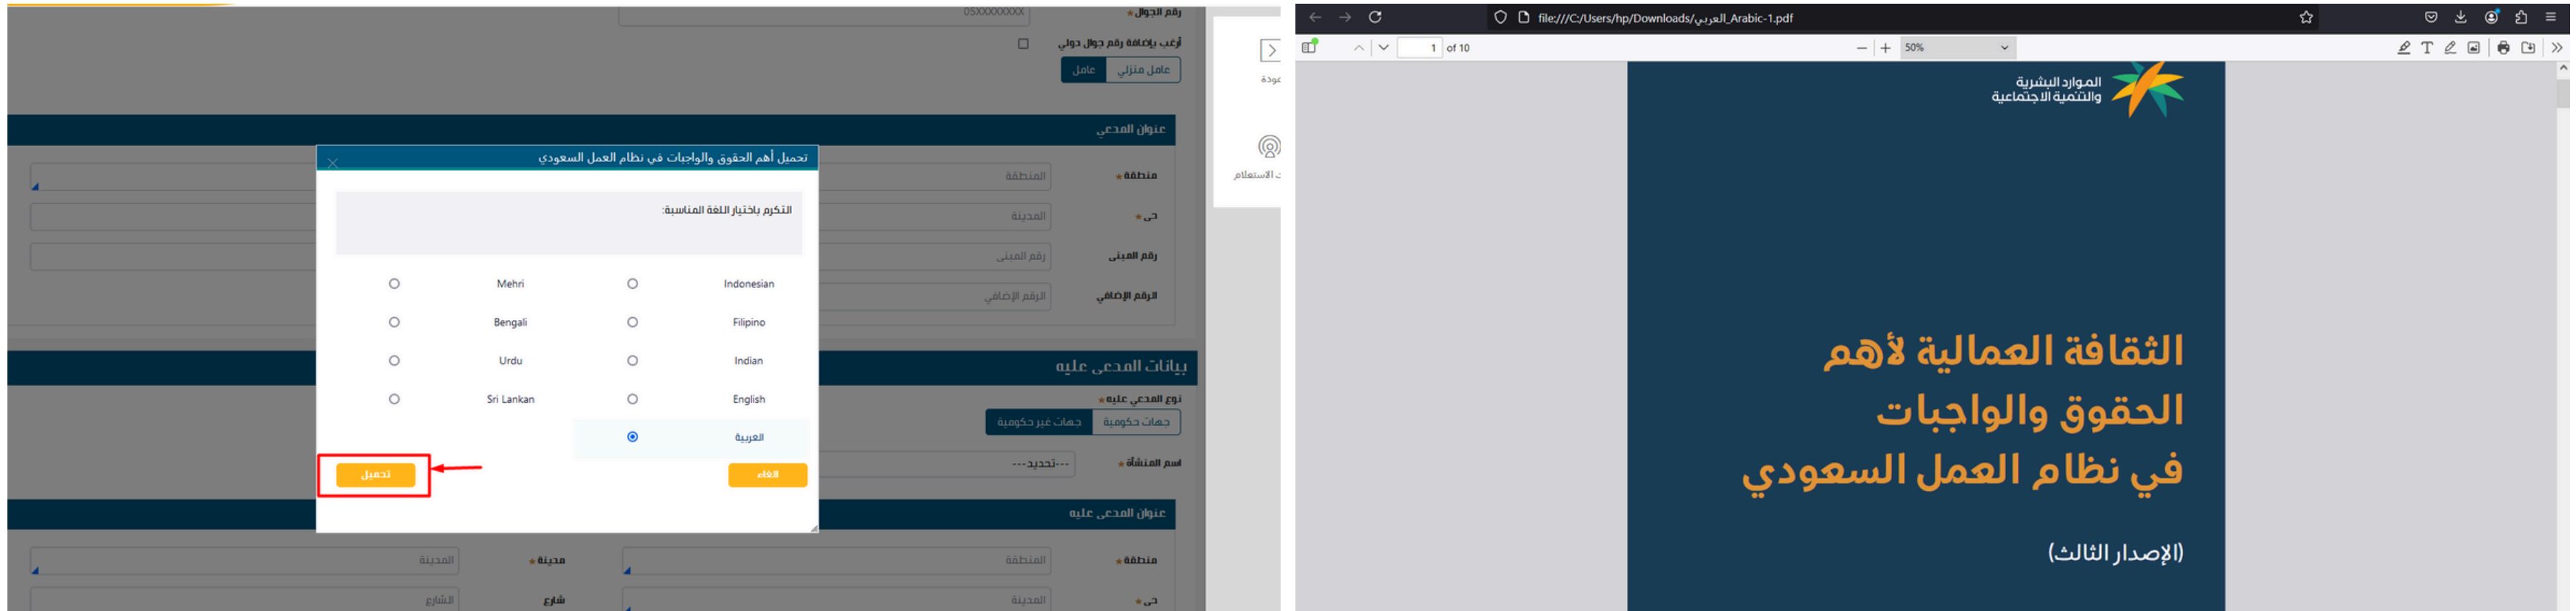 رقم الجوال*
05XXXXXXXX
أرغب بإضافة رقم جوال دولي
عامل منزلي عامل
عودة
عنوان المدعي
منطقة*
المنطقة
حى*
المدينة
رقم المبنى
رقم المبنى
الرقم الإضافي
الرقم الإضافي
الاستعلام
تحميل أهم الحقوق والواجبات في نظام العمل السعودي
التكرم باختيار اللغة المناسبة:
Indonesian
Mehri
Filipino
Bengali
Indian
Urdu
English
Sri Lankan
العربية
الغاء
تحميل
بيانات المدعى عليه
نوع المدعي عليه*
جهات حكومية جهات غير حكومية
اسم المنشأة*
---تحديد---
عنوان المدعى عليه
منطقة*
المنطقة
مدينة*
المدينة
حى*
المدينة
شارع
الشارع
file:///C:/Users/hp/Downloads/العربي_Arabic-1.pdf
1 of 10
50%
الموارد البشرية
والتنمية الاجتماعية
الثقافة العمالية لأهم
الحقوق والواجبات
في نظام العمل السعودي
(الإصدار الثالث)